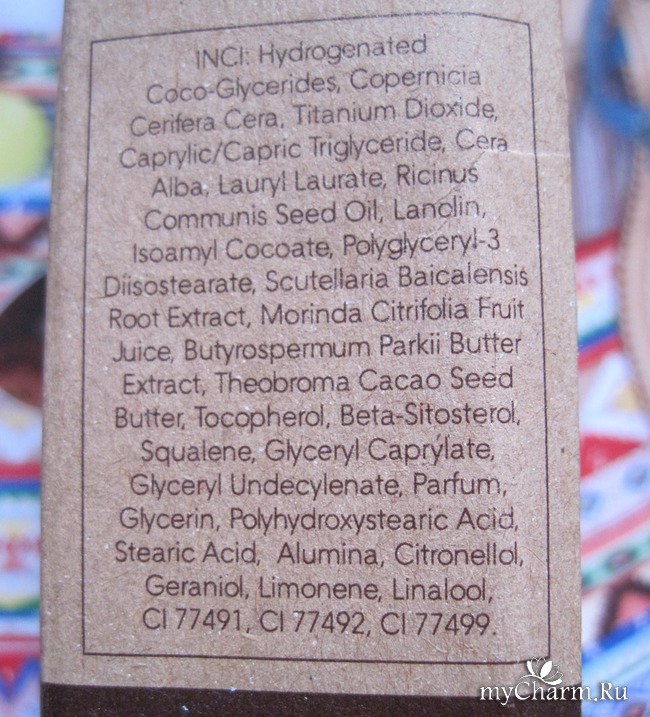 INCI: Hydrogenated
Coco-Glycerides, Copernicia
Cerifera Cera, Titanium Dioxide,
Caprylic/Capric Triglyceride, Cera
Alba, Lauryl Laurate, Ricinus
Communis Seed Oil, Lanolin,
Isoamyl Cocoate, Polyglyceryl-3
Diisostearate, Scutellaria Baicalensis
Root Extract, Morinda Citrifolia Fruit
Juice, Butyrospermum Parkii Butter
Extract, Theobroma Cacao Seed
Butter, Tocopherol, Beta-Sitosterol,
Squalene, Glyceryl Caprylate,
Glyceryl Undecylenate, Parfum,
Glycerin, Polyhydroxystearic Acid,
Stearic Acid, Alumina, Citronellol,
Geraniol, Limonene, Linalool,
CI 77491, CI 77492, CI 77499.
myCharm.Ru